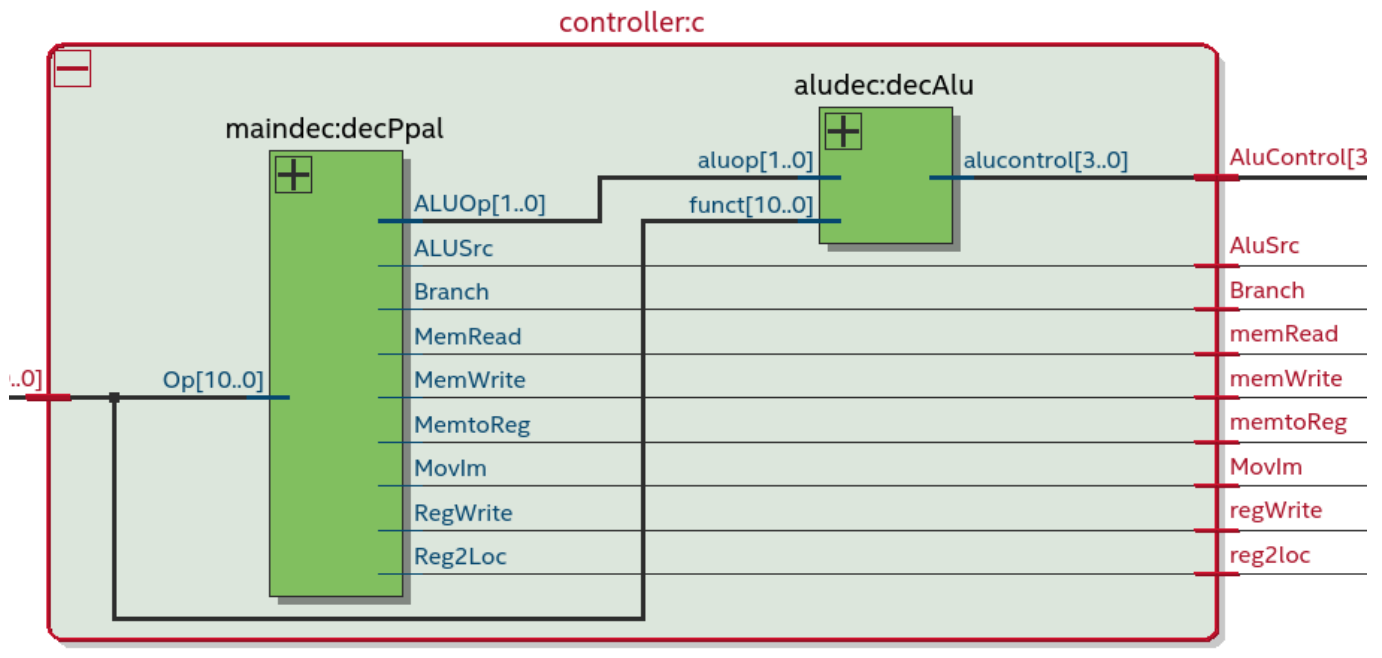 controller:c
aludec:decAlu
maindec:decPpal
aluop[1..0]
alucontrol[3..0]
AluControl[3
ALUOp[1..0]
funct[10..0]
ALUSrc
AluSrc
Branch
Branch
MemRead
memRead
..0]
Op[10..0]
MemWrite
memWrite
MemtoReg
memtoReg
MovIm
MovIm
RegWrite
regWrite
Reg2Loc
reg2loc